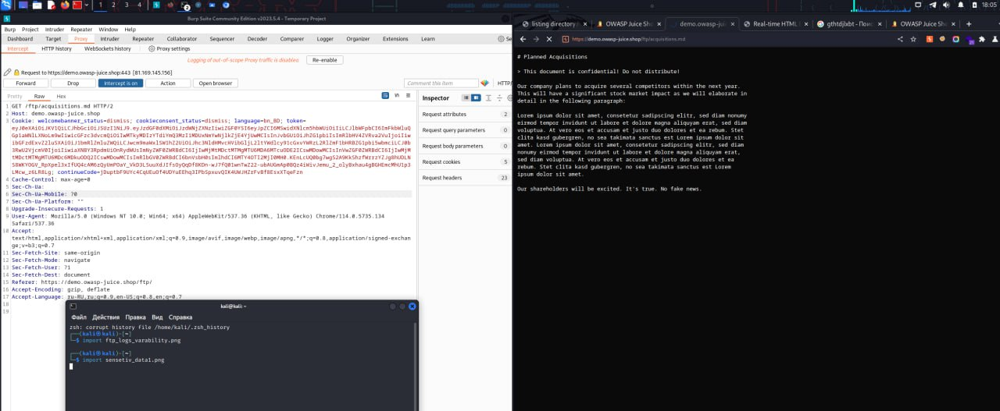 1
2
3
4
2
18:05
Burp Suite Community Edition v2023.5.4 - Temporary Project
Burp Project Intruder Repeater Window Help
Dashboard Target Proxy Intruder Repeater Collaborator Sequencer Decoder Comparer Logger Organizer Extensions Learn
Intercept HTTP history WebSockets history Proxy settings
Logging of out-of-scope Proxy traffic is disabled Re-enable
Request to https://demo.owasp-juice.shop:443 [81.169.145.156]
Forward Drop Intercept is on Action Open browser Comment this item HTTP/
Pretty Raw Hex
1 GET /ftp/acquisitions.md HTTP/2
2 Host: demo.owasp-juice.shop
3 Cookie: welcomebanner_status=dismiss; cookieconsent_status=dismiss; language=bn_BD; token=
4 Cache-Control: max-age=0
5 Sec-Ch-Ua:
6 Sec-Ch-Ua-Mobile: ?0
7 Sec-Ch-Ua-Platform: ""
8 Upgrade-Insecure-Requests: 1
9 User-Agent: Mozilla/5.0 (Windows NT 10.0; Win64; x64) AppleWebKit/537.36 (KHTML, like Gecko) Chrome/114.0.5735.134
Safari/537.36
10 Accept:
text/html,application/xhtml+xml,application/xml;q=0.9,image/avif,image/webp,image/apng,*/*;q=0.8,application/signed-exchan
ge;v=b3;q=0.7
11 Sec-Fetch-Site: same-origin
12 Sec-Fetch-Mode: navigate
13 Sec-Fetch-User: ?1
14 Sec-Fetch-Dest: document
15 Referer: https://demo.owasp-juice.shop/ftp/
16 Accept-Encoding: gzip, deflate
17 Accept-Language: ru-RU,ru;q=0.9,en-US;q=0.8,en;q=0.7
18
19
Inspector
Request attributes 2
Request query parameters 0
Request body parameters 0
Request cookies 5
Request headers 23
kali@kali: ~
Файл Действия Правка Вид Справка
zsh: corrupt history file /home/kali/.zsh_history
(kali㉿kali)-[~]
$ import ftp_logs_varability.png
(kali㉿kali)-[~]
$ import sensetiv_data1.png
listing directory OWASP Juice Sho demo.owasp-jui Real-time HTML gthtdjlxbt - Поис OWASP Juice Sh
https://demo.owasp-juice.shop/ftp/acquisitions.md
# Planned Acquisitions
> This document is confidential! Do not distribute!
Our company plans to acquire several competitors within the next year.
This will have a significant stock market impact as we will elaborate in
detail in the following paragraph:
Lorem ipsum dolor sit amet, consetetur sadipscing elitr, sed diam nonumy
eirmod tempor invidunt ut labore et dolore magna aliquyam erat, sed diam
voluptua. At vero eos et accusam et justo duo dolores et ea rebum. Stet
clita kasd gubergren, no sea takimata sanctus est Lorem ipsum dolor sit
amet. Lorem ipsum dolor sit amet, consetetur sadipscing elitr, sed diam
nonumy eirmod tempor invidunt ut labore et dolore magna aliquyam erat,
sed diam voluptua. At vero eos et accusam et justo duo dolores et ea
rebum. Stet clita kasd gubergren, no sea takimata sanctus est Lorem
ipsum dolor sit amet.
Our shareholders will be excited. It's true. No fake news.